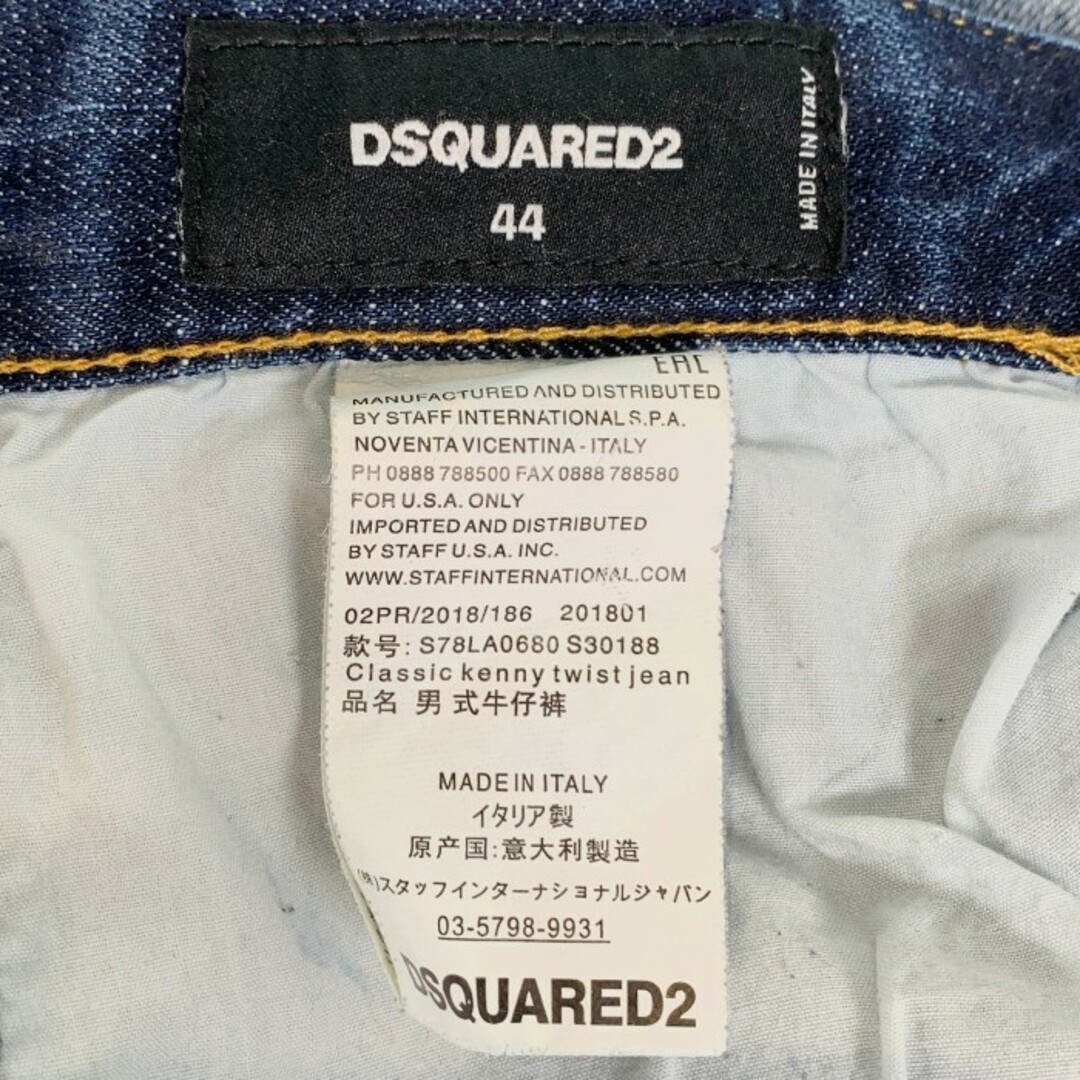 DSQUARED2
44
MADE IN ITALY
EAC
MANUFACTURED AND DISTRIBUTED
BY STAFF INTERNATIONAL S.P.A.
NOVENTA VICENTINA - ITALY
PH 0888 788500 FAX 0888 788580
FOR U.S.A. ONLY
IMPORTED AND DISTRIBUTED
BY STAFF U.S.A. INC.
WWW.STAFFINTERNATIONAL.COM
02PR/2018/186 201801
款号: S78LA0680 S30188
Classic kenny twist jean
品名 男式牛仔裤
MADE IN ITALY
イタリア製
原产国:意大利製造
(株)スタッフインターナショナルジャパン
03-5798-9931
DSQUARED2